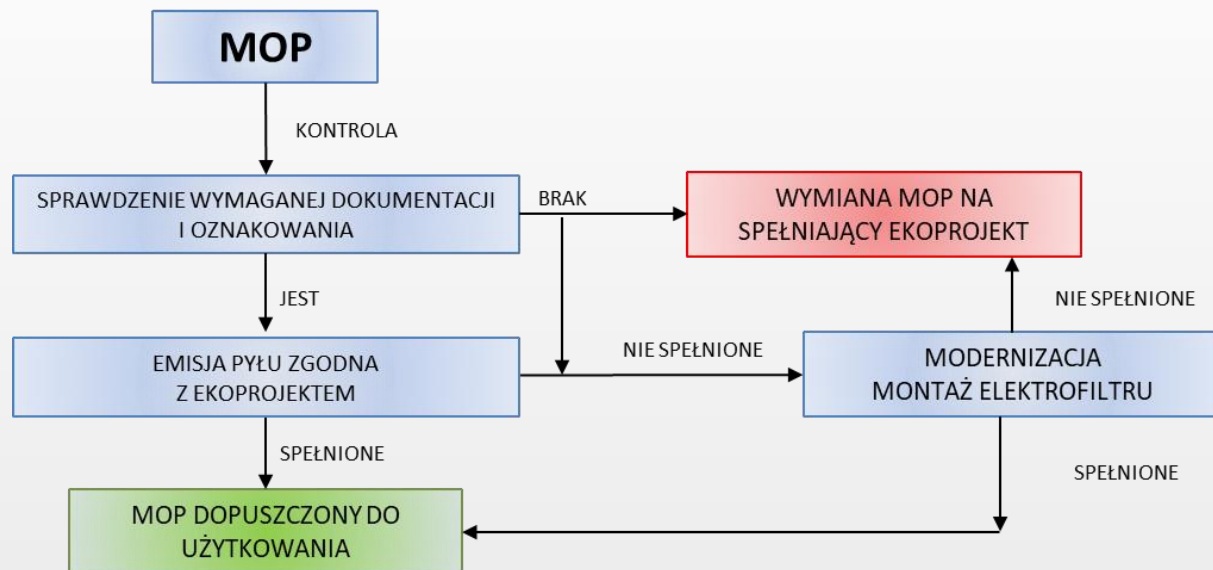 MOP
KONTROLA
SPRAWDZENIE WYMAGANEJ DOKUMENTACJI
I OZNAKOWANIA
BRAK
WYMIANA MOP NA
SPEŁNIAJĄCY EKOPROJEKT
JEST
NIE SPEŁNIONE
EMISJA PYŁU ZGODNA
Z EKOPROJEKTEM
NIE SPEŁNIONE
MODERNIZACJA
MONTAŻ ELEKTROFILTRU
SPEŁNIONE
SPEŁNIONE
MOP DOPUSZCZONY DO
UŻYTKOWANIA